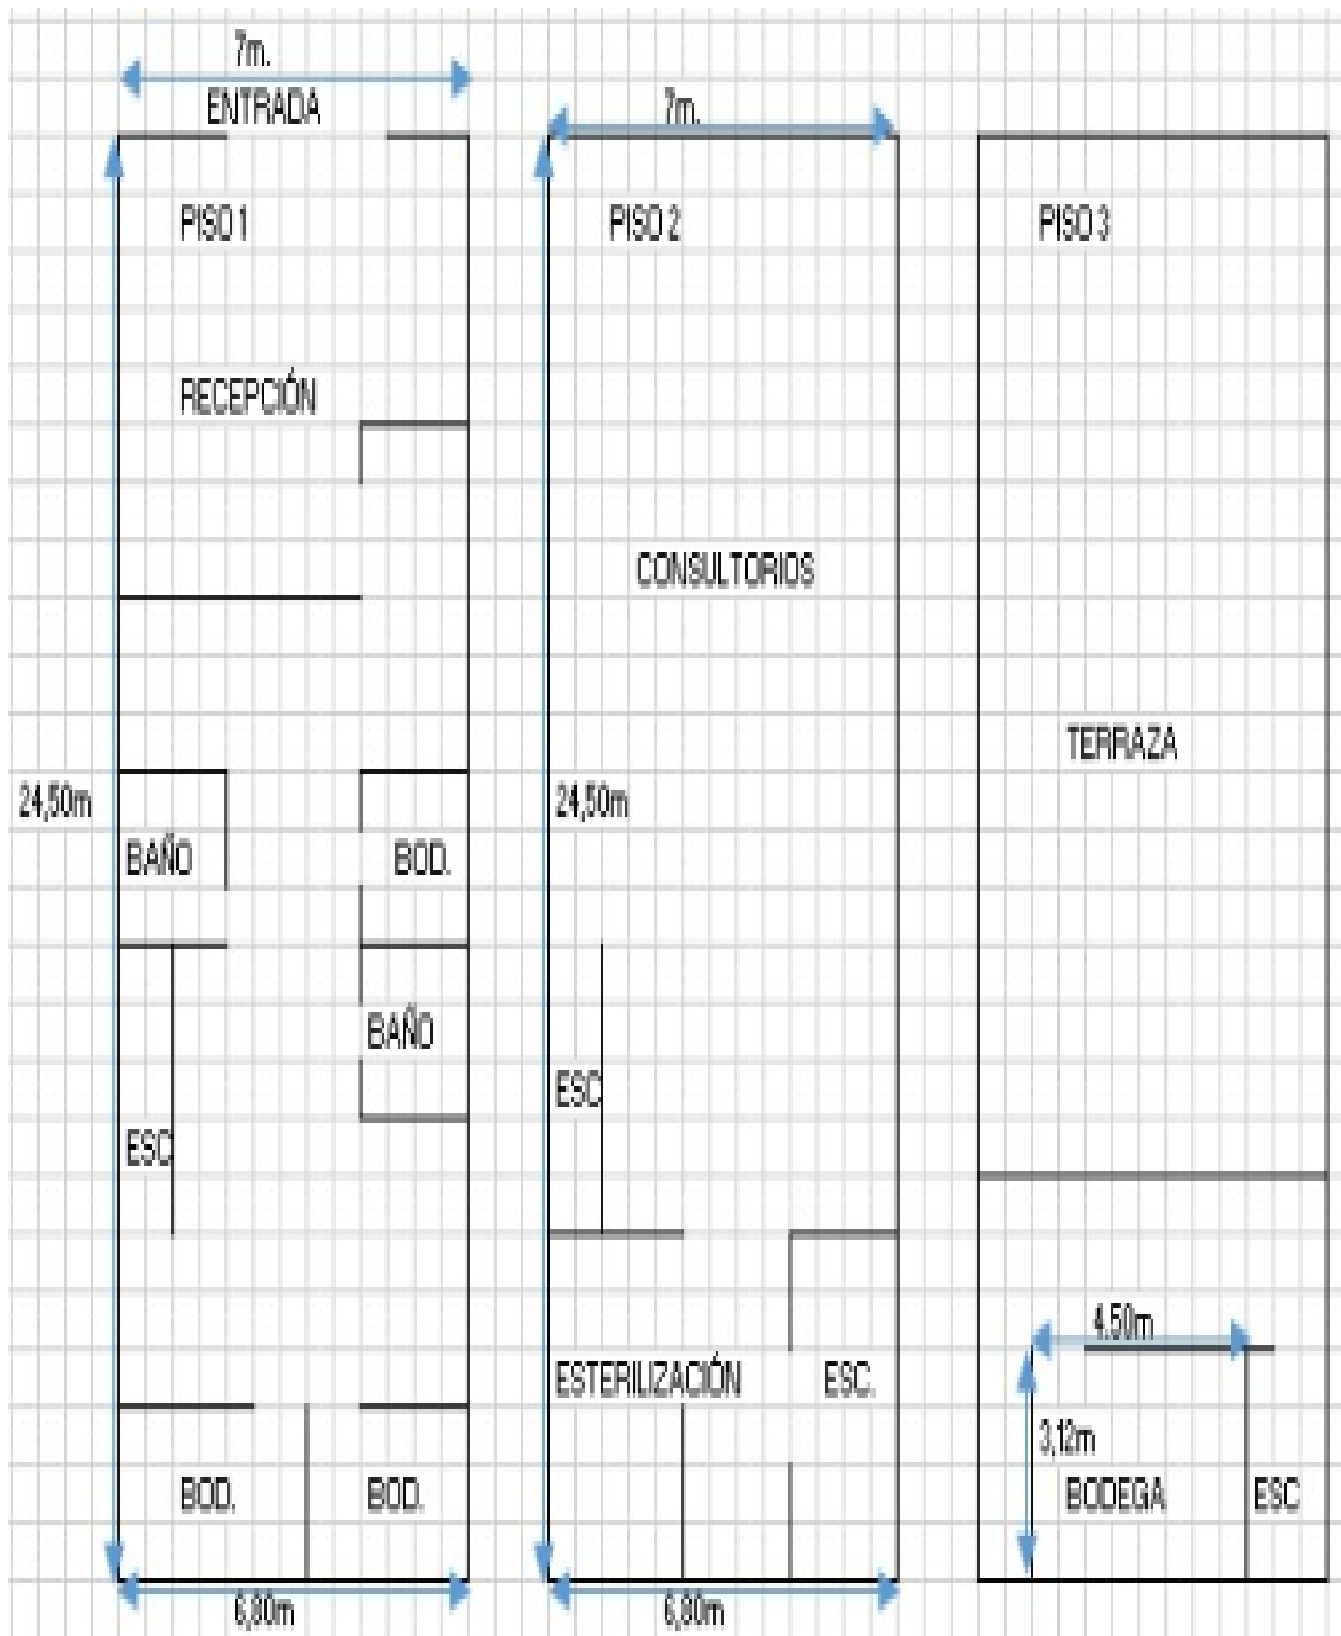 7m.
ENTRADA
PISO 1
RECEPCIÓN
24,50m
BAÑO
BOD.
BAÑO
ESC
BOD.
BOD.
6,80m
7m.
PISO 2
CONSULTORIOS
24,50m
ESC
ESTERILIZACIÓN
ESC.
6,80m
PISO 3
TERRAZA
4.50m
3,12m
BODEGA
ESC